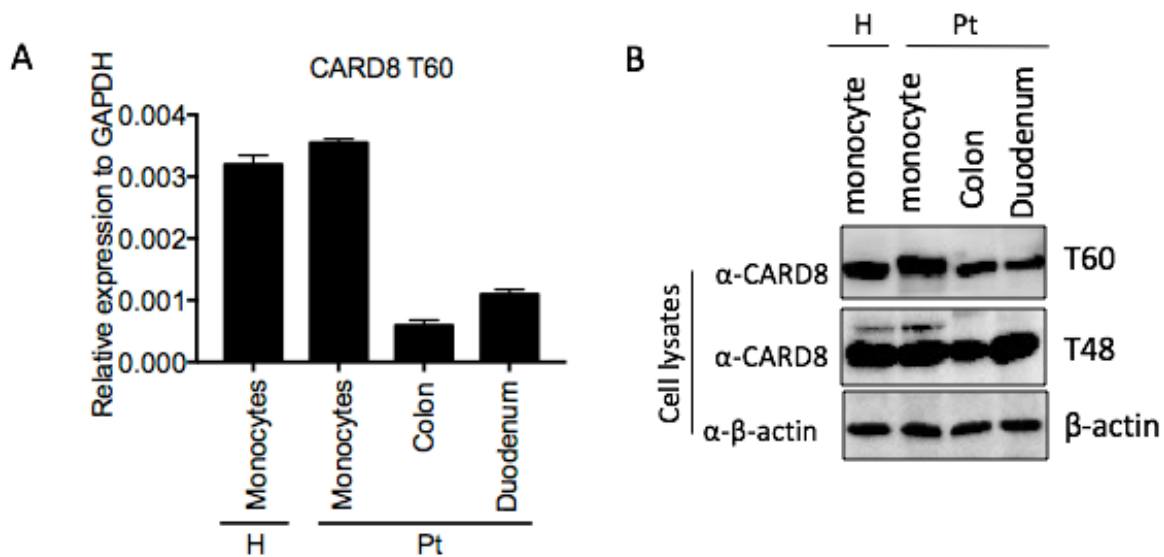 A
CARD8 T60
Relative expression to GAPDH
0.004
0.003
0.002
0.001
0.000
Monocytes
Monocytes
Colon
Duodenum
H
Pt
B
H
Pt
monocyte
monocyte
Colon
Duodenum
Cell lysates
α-CARD8
T60
α-CARD8
T48
α-β-actin
β-actin